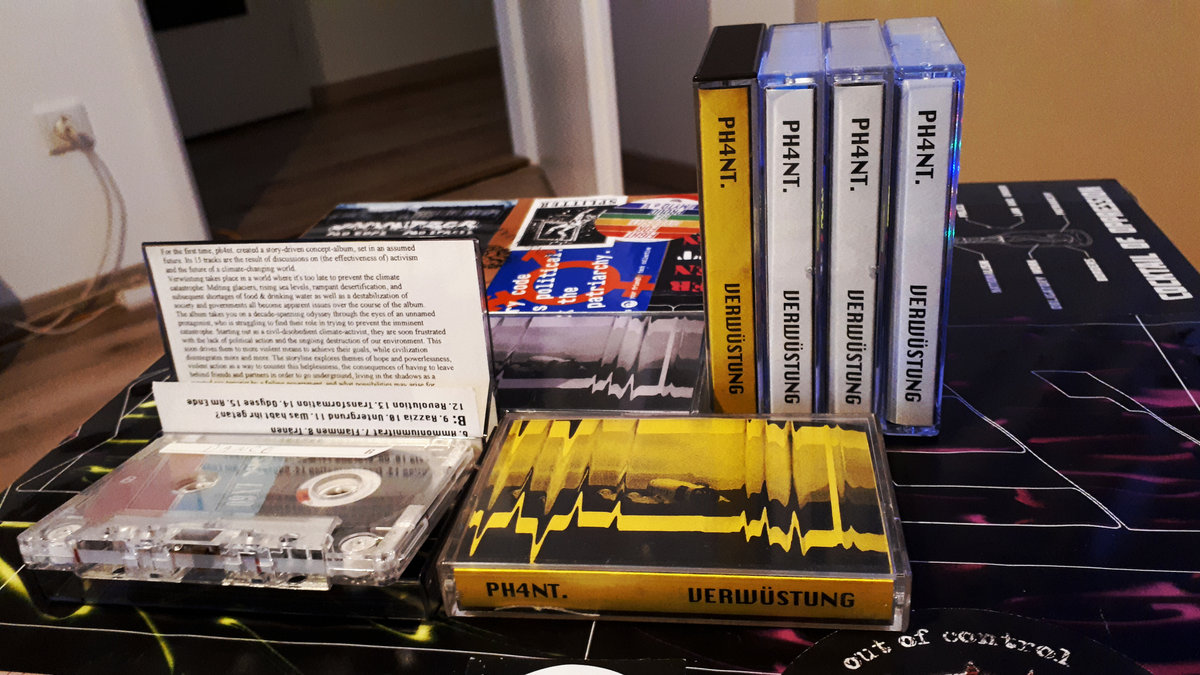 For the first time, ph4nt. created a story-driven concept-album, set in an assumed
future. Its 15 tracks are the result of discussions on (the effectiveness of) activism
and the future of a climate-changing world.
Verwüstung takes place in a world where it's too late to prevent the climate
catastrophe. Melting glaciers, rising sea levels, rampant desertification, and
subsequent shortages of food & drinking water as well as a destabilization of
society and governments all become apparent issues over the course of the album.
The album takes you on a decade-spanning odyssey through the eyes of an unnamed
protagonist, who is struggling to find their role in trying to prevent the imminent
catastrophe. Starting out as a civil-disobedient climate-activist, they are soon frustrated
with the lack of political action and the ongoing destruction of our environment. This
soon drives them to more violent means to achieve their goals, while civilization
disintegrates more and more. The storyline explores themes of hope and powerlessness,
violent action as a way to counter this helplessness, the consequences of having to leave
behind friends and partners in order to go underground, living in the shadows as a
6. Ammoniumnitrat 7. Flammen 8. Tränen
B: 9. Razzia 10. Untergrund 11. Was habt ihr getan?
12. Revolution 13. Transformation 14. Odysee 15. Am Ende
SPLITTER
code
s political
the
patriarchy.
PH4NT. VERWÜSTUNG
PH4NT. VERWÜSTUNG
PH4NT. VERWÜSTUNG
PH4NT. VERWÜSTUNG
PH4NT. VERWÜSTUNG
out of control